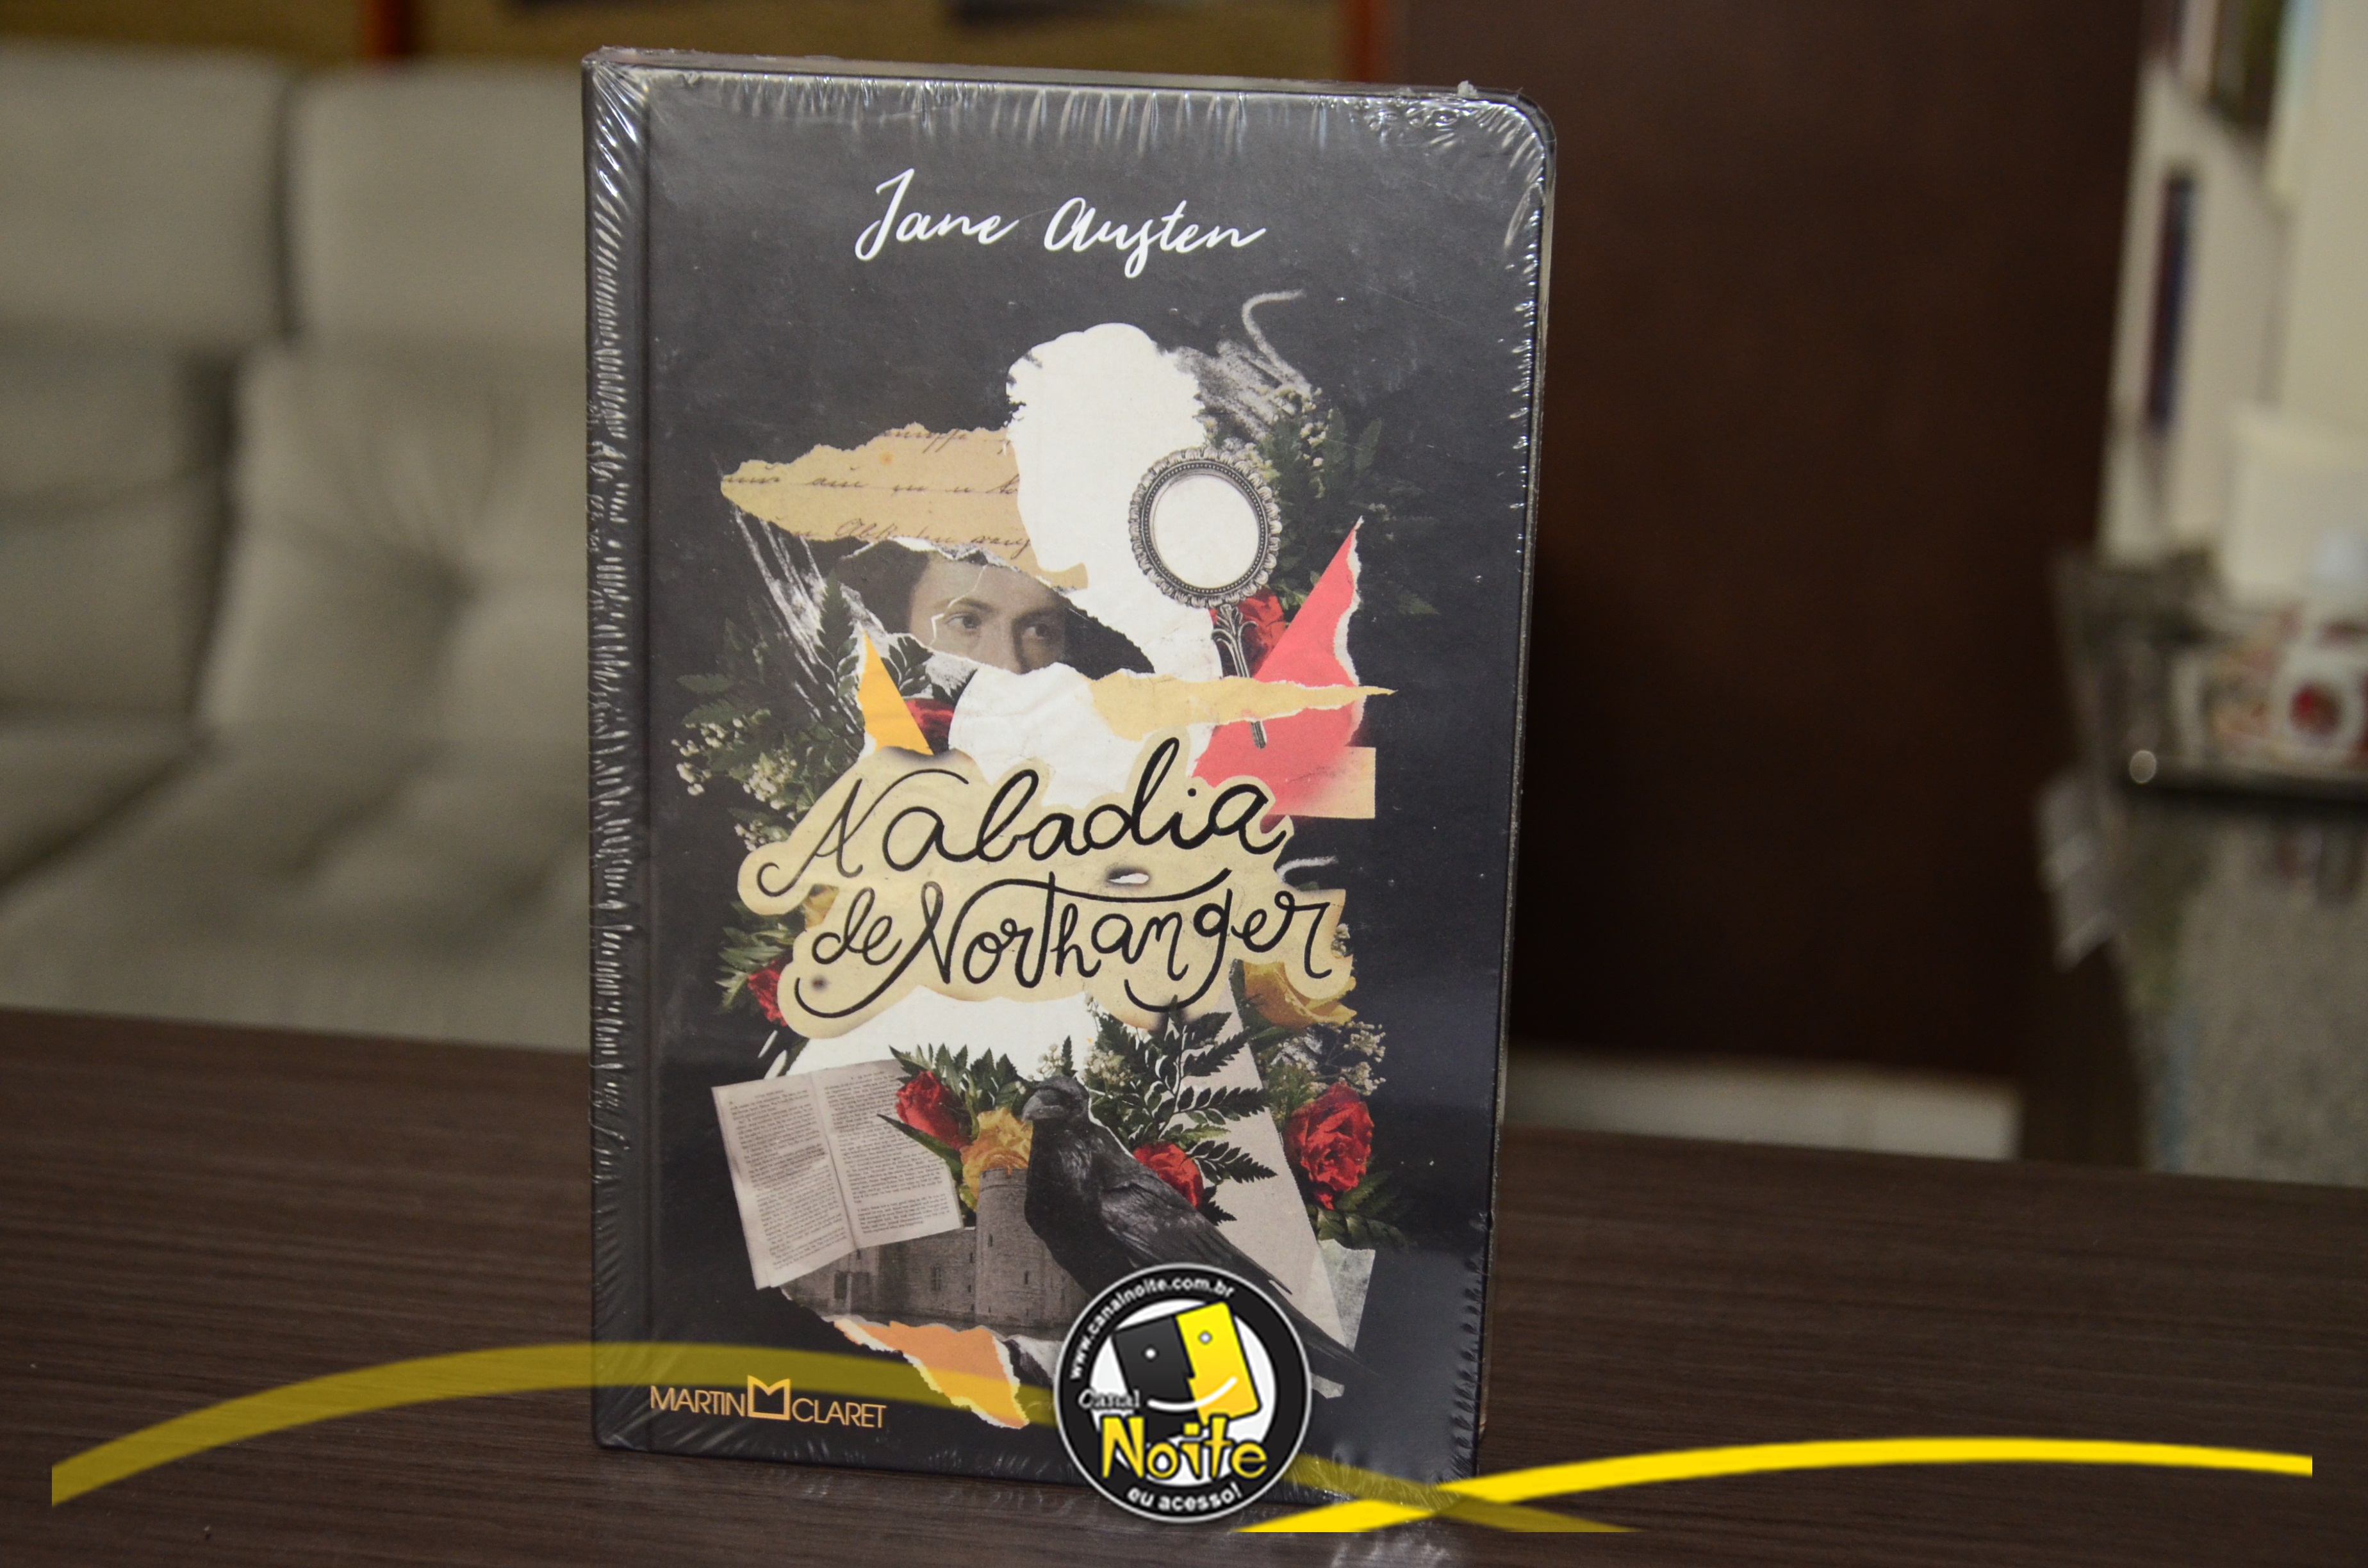 Jane Austen
A abadia
de Northanger
MARTIN CLARET
www.canalnoite.com.br
Canal
Noite
eu acesso!